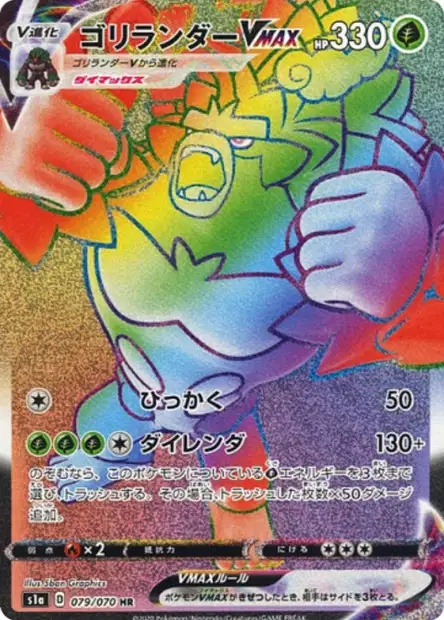 V進化 ゴリランダーVMAX HP330
ゴリランダーVから進化
ダイマックス
ひっかく 50
ダイレンダ 130+
のぞむなら、このポケモンについているエネルギーを3枚まで
選び、トラッシュする。その場合、トラッシュした枚数×50ダメージ
追加。
弱点 ×2 抵抗力 にげる
Illus. 5ban Graphics
VMAXルール
s1a D 079/070 HR ポケモンVMAXがきぜつしたとき、相手はサイドを3枚とる。
©2020 Pokémon/Nintendo/Creatures/GAME FREAK